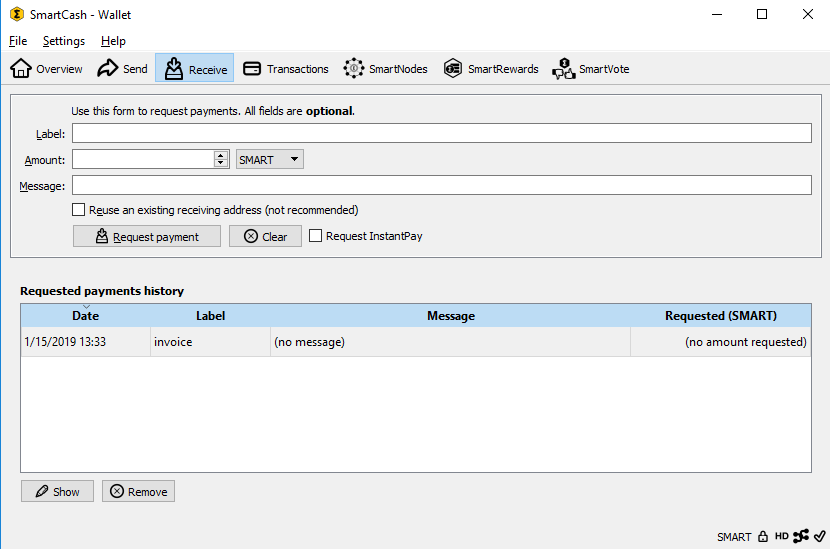 SmartCash - Wallet
File Settings Help
Overview Send Receive Transactions SmartNodes SmartRewards SmartVote
Use this form to request payments. All fields are optional.
Label:
Amount: SMART
Message:
Reuse an existing receiving address (not recommended)
Request payment Clear Request InstantPay
Requested payments history
Date Label Message Requested (SMART)
1/15/2019 13:33 invoice (no message) (no amount requested)
Show Remove
SMART HD